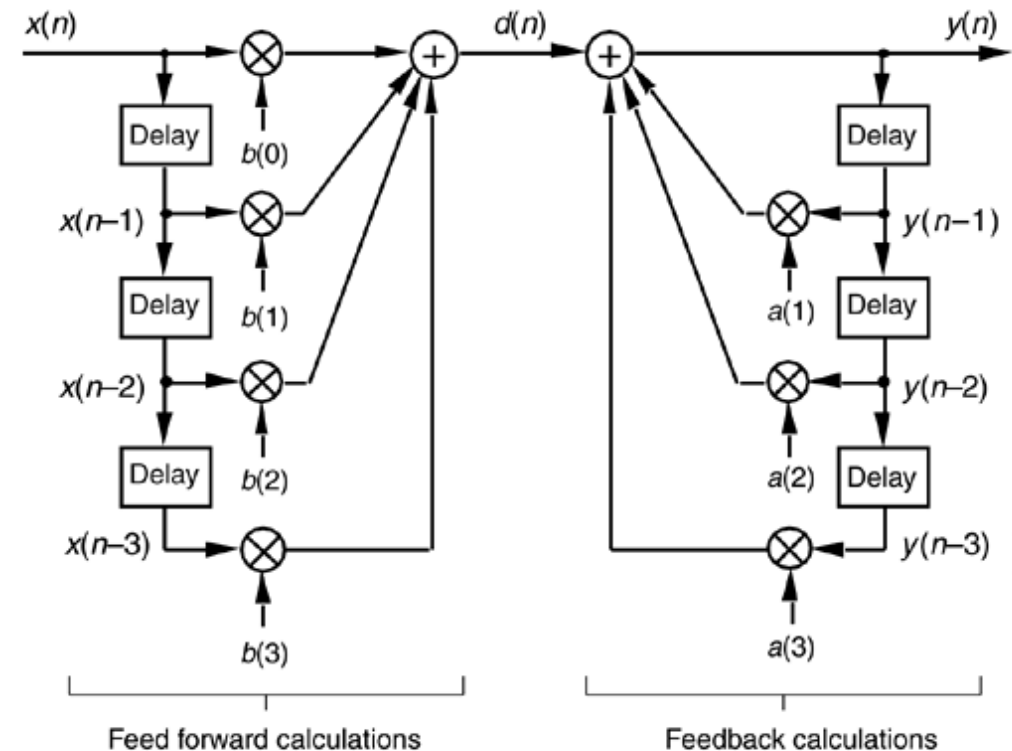 x(n) d(n) y(n)
Delay Delay
b(0)
x(n–1) y(n–1)
Delay b(1) a(1) Delay
x(n–2) y(n–2)
Delay b(2) a(2) Delay
x(n–3) y(n–3)
b(3) a(3)
Feed forward calculations Feedback calculations